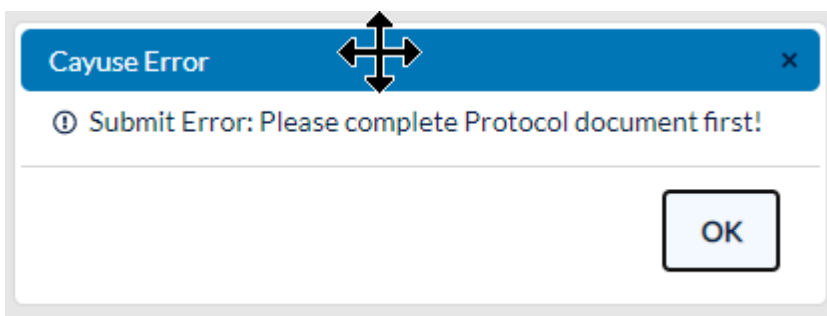 Cayuse Error ×
Submit Error: Please complete Protocol document first!
OK